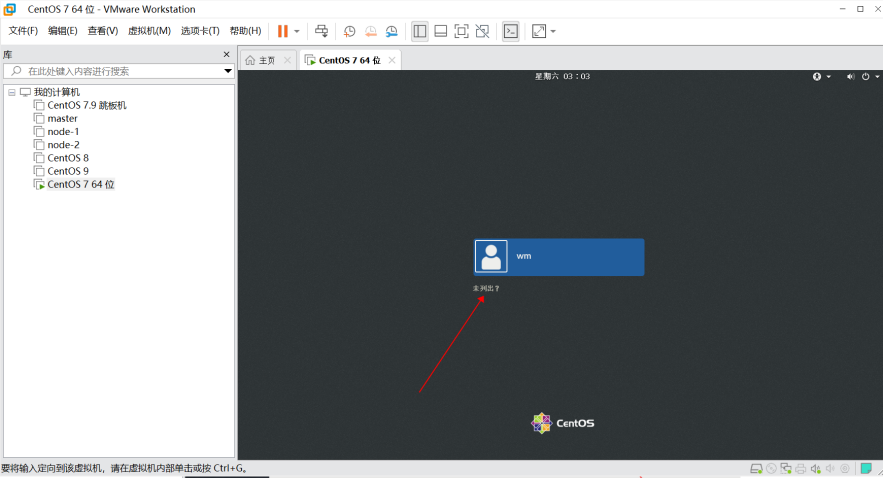 CentOS 7 64 位 - VMware Workstation
文件(F) 编辑(E) 查看(V) 虚拟机(M) 选项卡(T) 帮助(H)
库
在此处键入内容进行搜索
我的计算机
CentOS 7.9 跳板机
master
node-1
node-2
CentOS 8
CentOS 9
CentOS 7 64 位
主页
CentOS 7 64 位
星期六 03:03
wm
未列出?
CentOS
要将输入定向到该虚拟机，请在虚拟机内部单击或按 Ctrl+G。